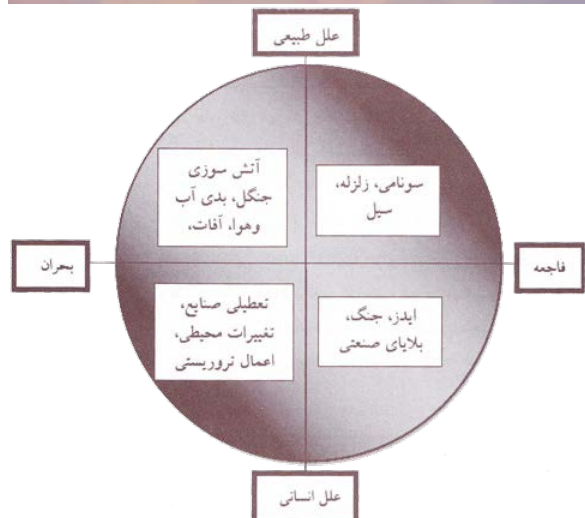 علل طبیعی
سونامی، زلزله،
سیل
آتش سوزی
جنگل، بدی آب
وهوا، آفات،
فاجعه
بحران
ایدز، جنگ،
بلایای صنعتی
تعطیلی صنایع،
تغییرات محیطی،
اعمال تروریستی
علل انسانی